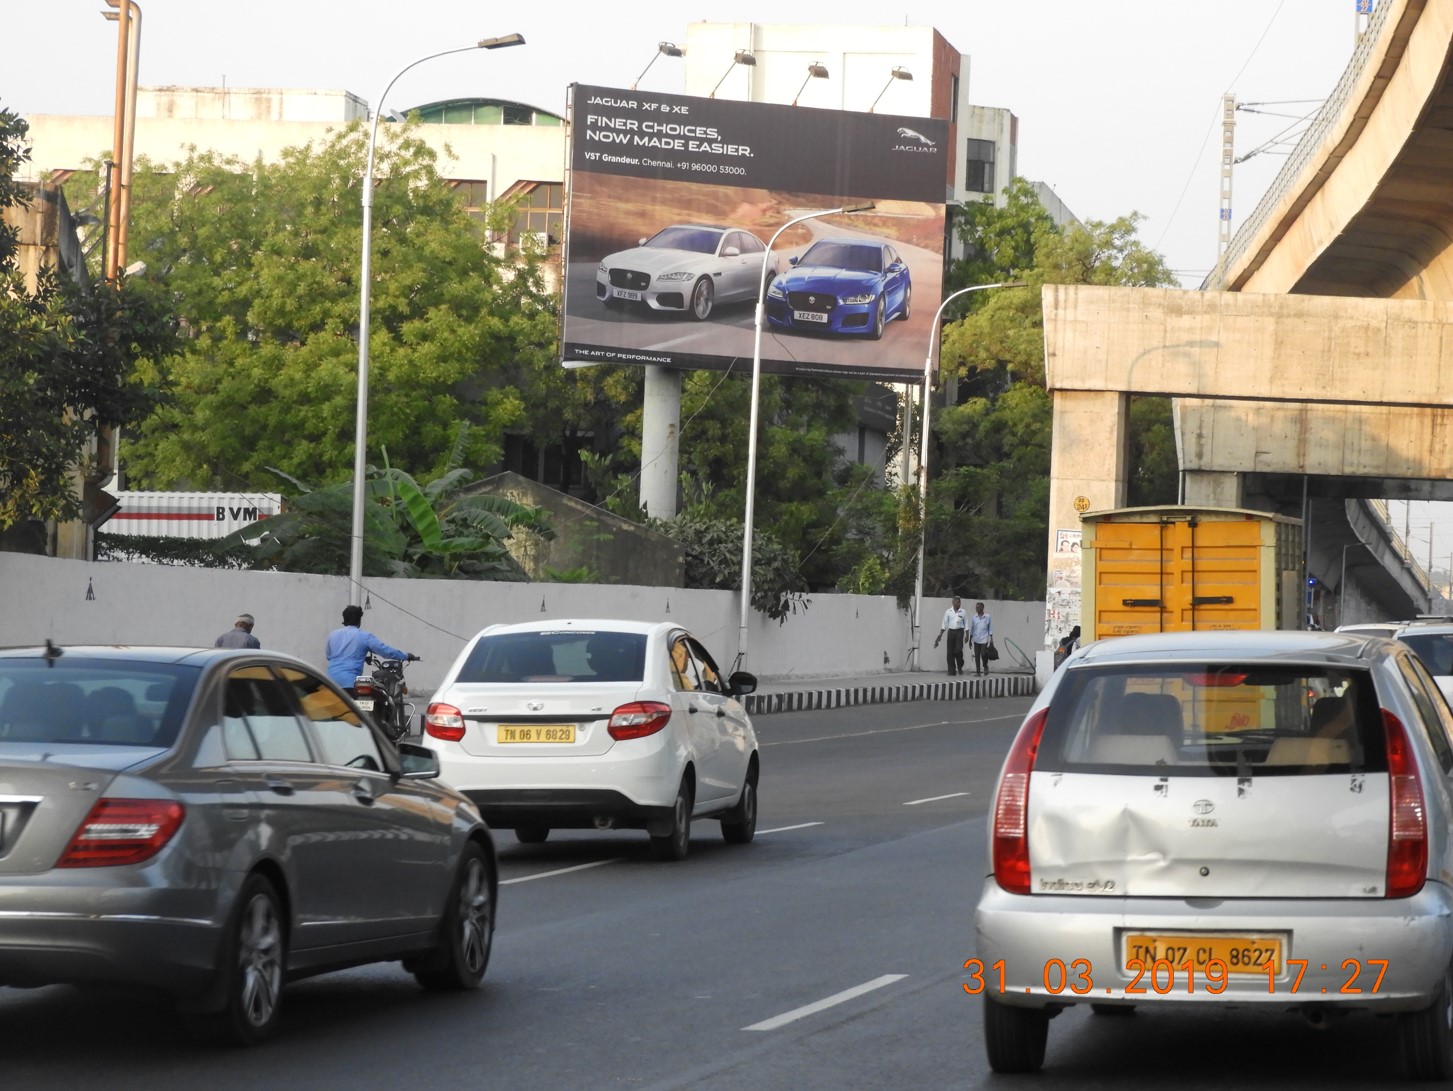 JAGUAR XF & XE
FINER CHOICES,
NOW MADE EASIER.
VST Grandeur. Chennai. +91 96000 53000.
JAGUAR
XEZ 808
THE ART OF PERFORMANCE
BVM
TN 06 V 6829
TATA
TN 07 CL 8627
31.03.2019 17:27